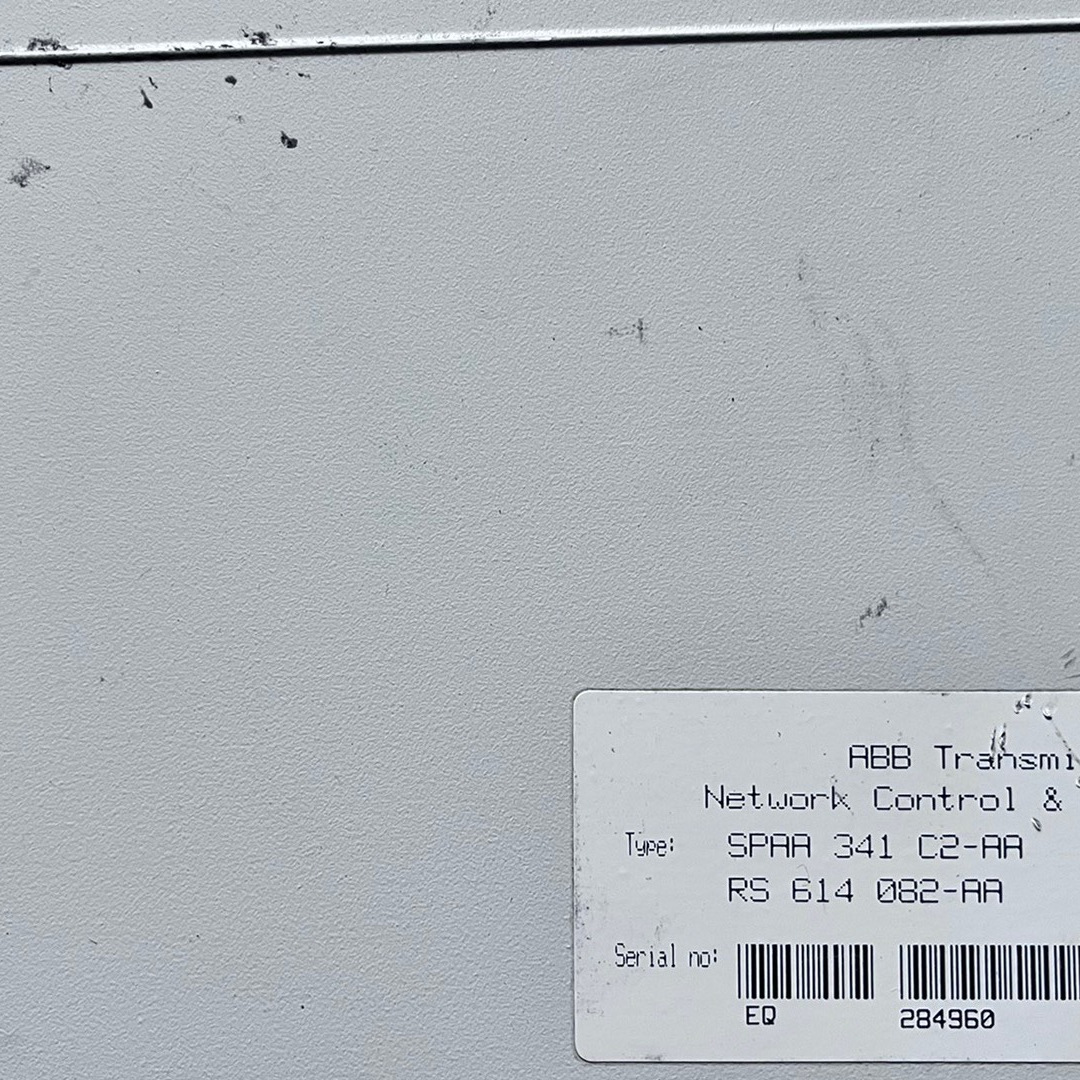 ABB Transmi
Network Control &
Type: SPAA 341 C2-AA
RS 614 082-AA
Serial no:
EQ 284960